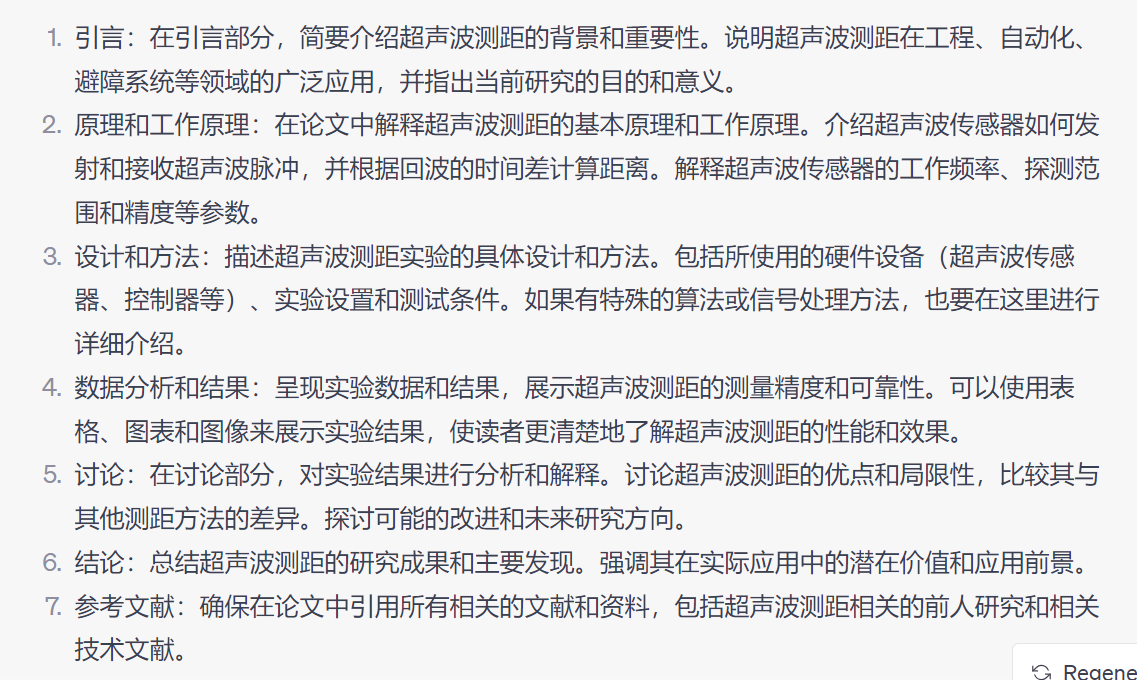 1. 引言：在引言部分，简要介绍超声波测距的背景和重要性。说明超声波测距在工程、自动化、
避障系统等领域的广泛应用，并指出当前研究的目的和意义。
2. 原理和工作原理：在论文中解释超声波测距的基本原理和工作原理。介绍超声波传感器如何发
射和接收超声波脉冲，并根据回波的时间差计算距离。解释超声波传感器的工作频率、探测范
围和精度等参数。
3. 设计和方法：描述超声波测距实验的具体设计和方法。包括所使用的硬件设备（超声波传感
器、控制器等）、实验设置和测试条件。如果有特殊的算法或信号处理方法，也要在这里进行
详细介绍。
4. 数据分析和结果：呈现实验数据和结果，展示超声波测距的测量精度和可靠性。可以使用表
格、图表和图像来展示实验结果，使读者更清楚地了解超声波测距的性能和效果。
5. 讨论：在讨论部分，对实验结果进行分析和解释。讨论超声波测距的优点和局限性，比较其与
其他测距方法的差异。探讨可能的改进和未来研究方向。
6. 结论：总结超声波测距的研究成果和主要发现。强调其在实际应用中的潜在价值和应用前景。
7. 参考文献：确保在论文中引用所有相关的文献和资料，包括超声波测距相关的前人研究和相关
技术文献。
Regene